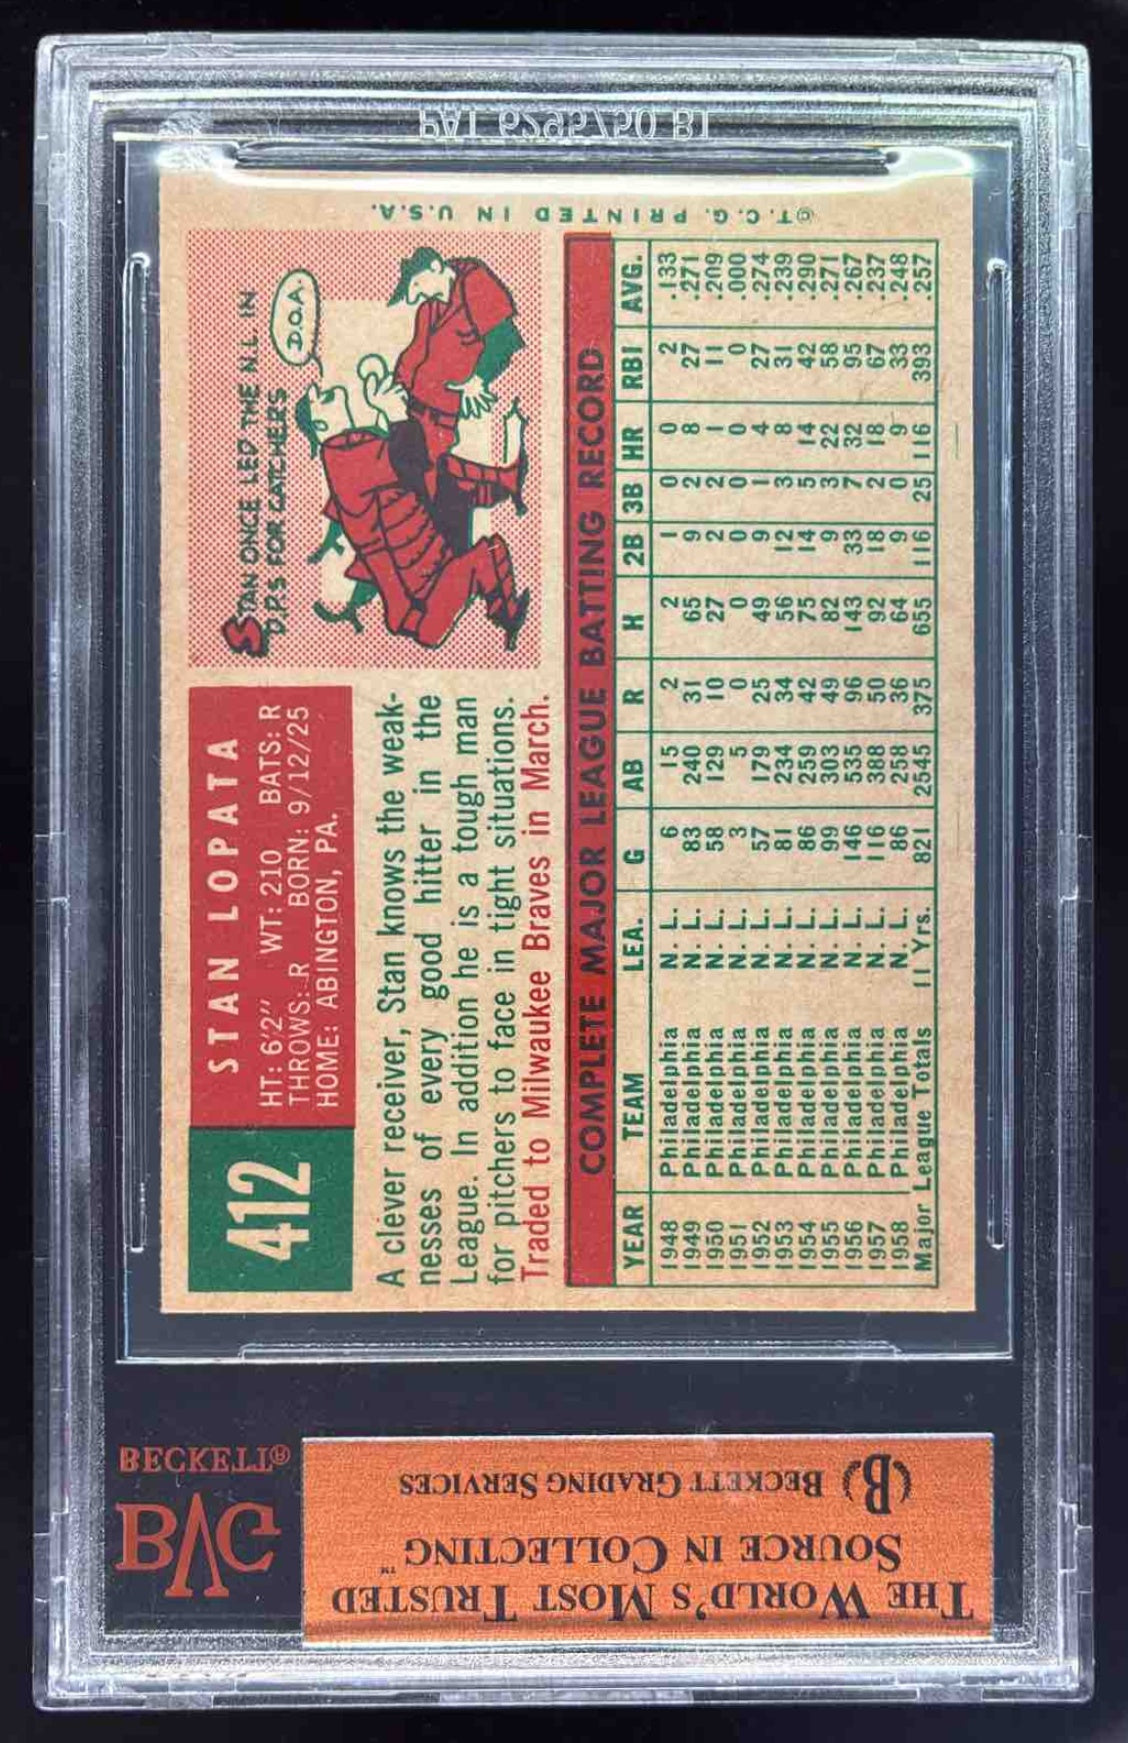 PAT 6295750 B1
412
STAN LOPATA
HT: 6'2" WT: 210 BATS: R
THROWS: R BORN: 9/12/25
HOME: ABINGTON, PA.
STAN ONCE LED THE N.L. IN
D.P.S FOR CATCHERS
D.O.A.
A clever receiver, Stan knows the weak-
nesses of every good hitter in the
League. In addition he is a tough man
for pitchers to face in tight situations.
Traded to Milwaukee Braves in March.
COMPLETE MAJOR LEAGUE BATTING RECORD
YEAR TEAM LEA. G AB R H 2B 3B HR RBI AVG.
1948 Philadelphia N. L. 6 15 2 2 1 0 0 2 .133
1949 Philadelphia N. L. 83 240 31 65 9 2 8 27 .271
1950 Philadelphia N. L. 58 129 10 27 2 2 1 11 .209
1951 Philadelphia N. L. 3 5 0 0 0 0 0 0 .000
1952 Philadelphia N. L. 57 179 25 49 9 1 4 27 .274
1953 Philadelphia N. L. 81 234 34 56 12 3 8 31 .239
1954 Philadelphia N. L. 86 259 42 75 14 5 14 42 .290
1955 Philadelphia N. L. 99 303 49 82 9 3 22 58 .271
1956 Philadelphia N. L. 146 535 96 143 33 7 32 95 .267
1957 Philadelphia N. L. 116 388 50 92 18 2 18 67 .237
1958 Philadelphia N. L. 86 258 36 64 9 0 9 33 .248
Major League Totals 11 Yrs. 821 2545 375 655 116 25 116 393 .257
©T.C.G. PRINTED IN U.S.A.
THE WORLD'S MOST TRUSTED
SOURCE IN COLLECTING™
B BECKETT GRADING SERVICES
BECKETT®
BVG